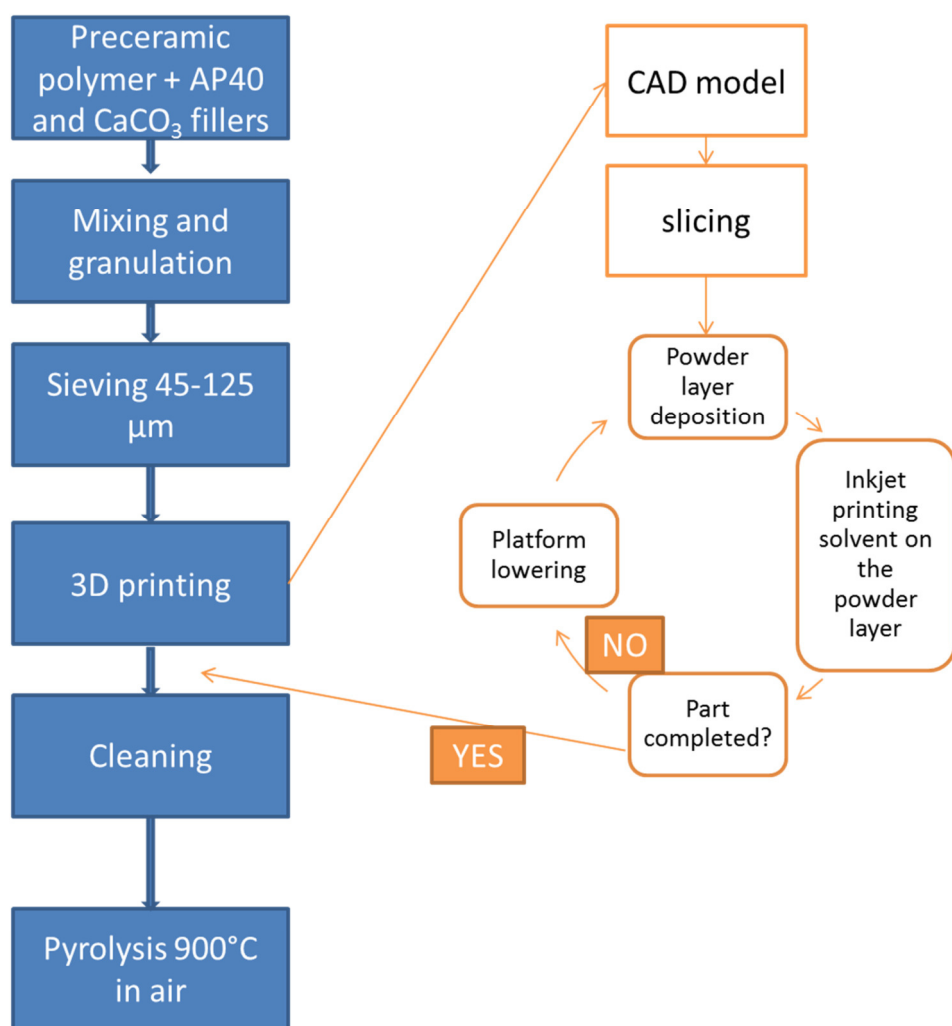 Preceramic
polymer + AP40
and CaCO₃ fillers
Mixing and
granulation
Sieving 45-125
µm
3D printing
Cleaning
Pyrolysis 900°C
in air
CAD model
slicing
Powder
layer
deposition
Inkjet
printing
solvent on
the
powder
layer
Part
completed?
NO
Platform
lowering
YES